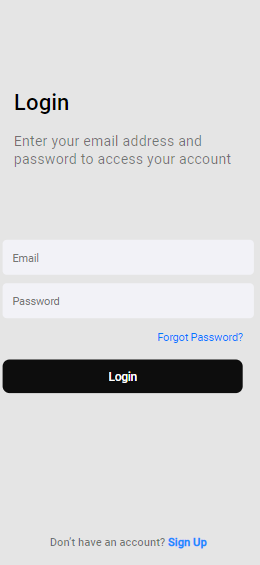 Login
Enter your email address and
password to access your account
Email
Password
Forgot Password?
Login
Don't have an account? Sign Up